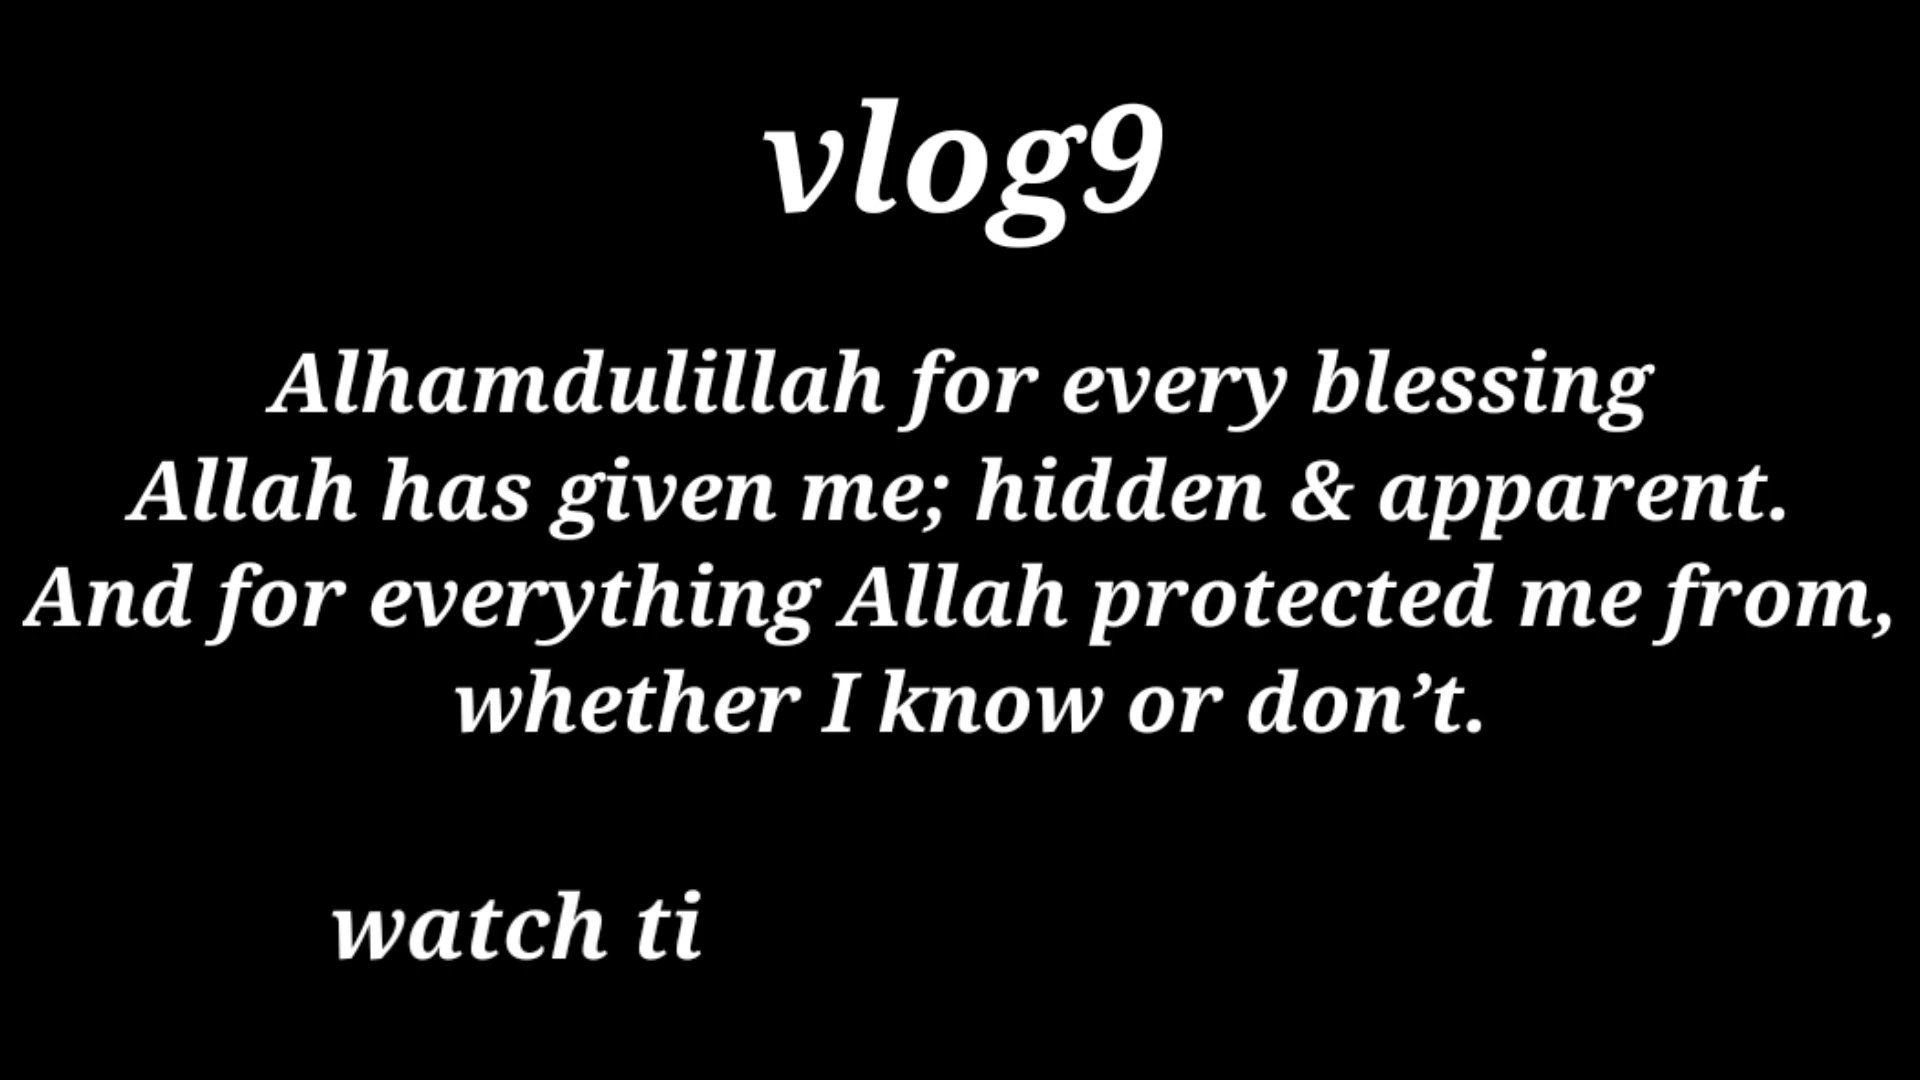 vlog9
Alhamdulillah for every blessing
Allah has given me; hidden & apparent.
And for everything Allah protected me from,
whether I know or don’t.
watch ti